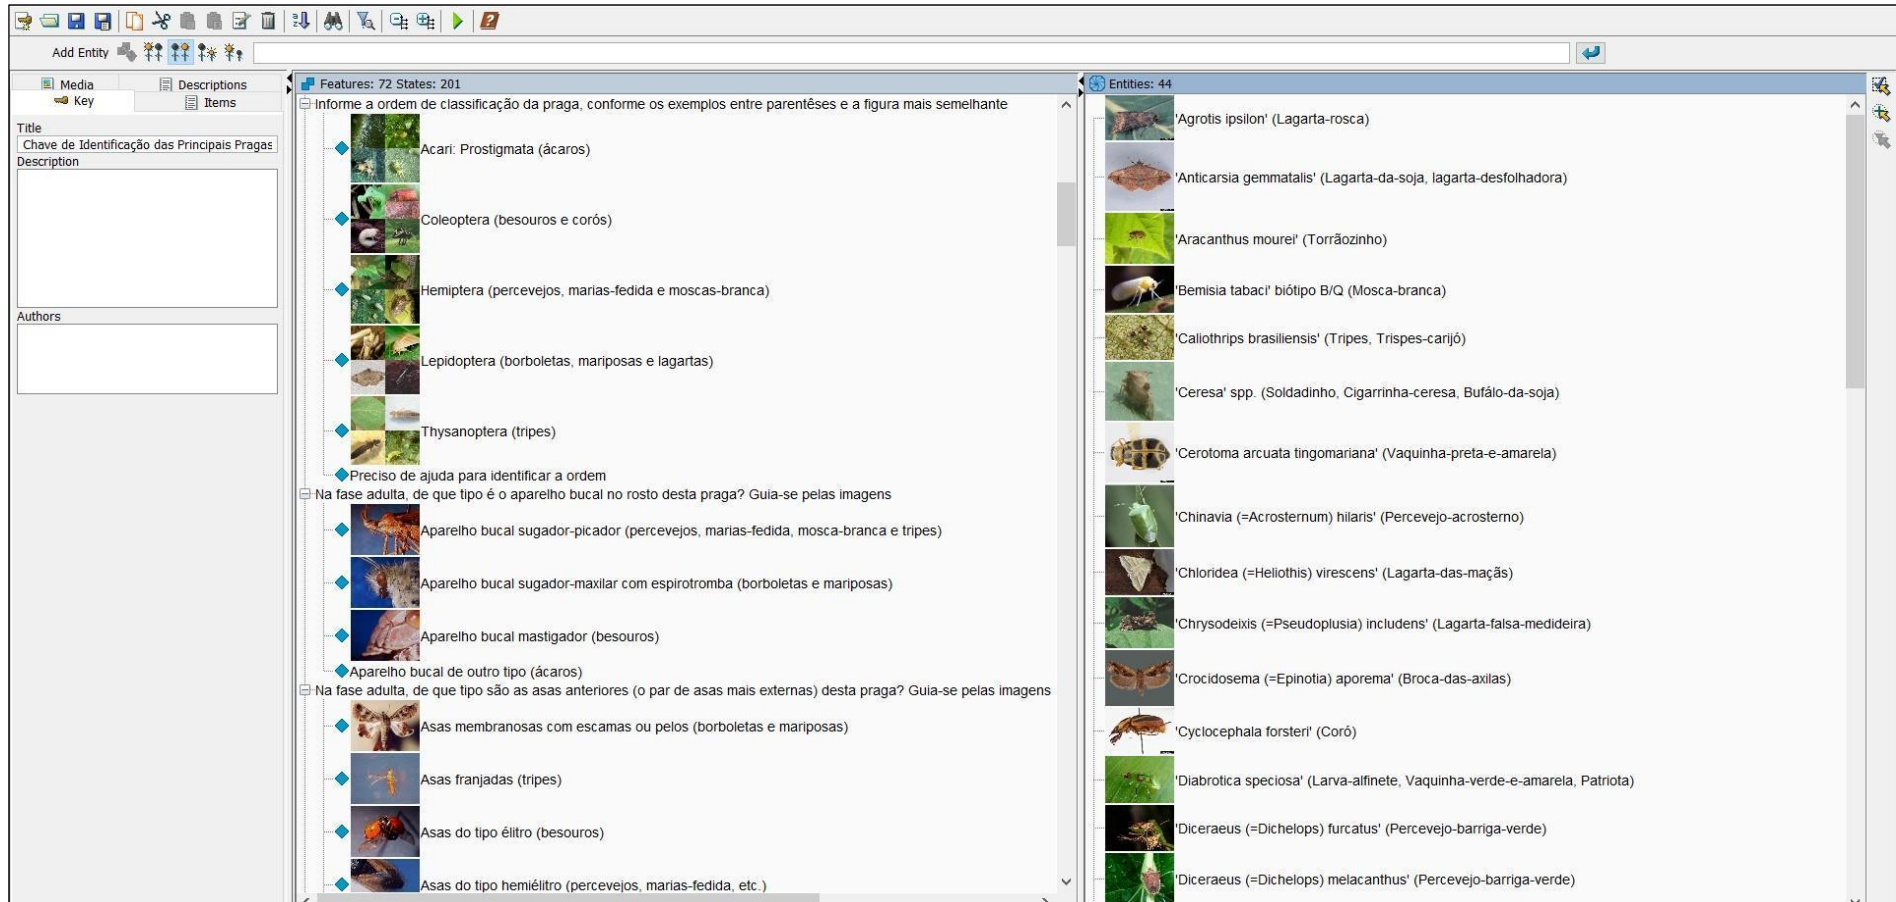 Add Entity
Media
Descriptions
Key
Items
Title
Chave de Identificação das Principais Pragas
Description
Authors
Features: 72 States: 201
Informe a ordem de classificação da praga, conforme os exemplos entre parentêses e a figura mais semelhante
Acari: Prostigmata (ácaros)
Coleoptera (besouros e corós)
Hemiptera (percevejos, marias-fedida e moscas-branca)
Lepidoptera (borboletas, mariposas e lagartas)
Thysanoptera (tripes)
Preciso de ajuda para identificar a ordem
Na fase adulta, de que tipo é o aparelho bucal no rosto desta praga? Guia-se pelas imagens
Aparelho bucal sugador-picador (percevejos, marias-fedida, mosca-branca e tripes)
Aparelho bucal sugador-maxilar com espirotromba (borboletas e mariposas)
Aparelho bucal mastigador (besouros)
Aparelho bucal de outro tipo (ácaros)
Na fase adulta, de que tipo são as asas anteriores (o par de asas mais externas) desta praga? Guia-se pelas imagens
Asas membranosas com escamas ou pelos (borboletas e mariposas)
Asas franjadas (tripes)
Asas do tipo élitro (besouros)
Asas do tipo hemiélitro (percevejos, marias-fedida, etc.)
Entities: 44
'Agrotis ipsilon' (Lagarta-rosca)
'Anticarsia gemmatalis' (Lagarta-da-soja, lagarta-desfolhadora)
'Aracanthus mourei' (Torrãozinho)
'Bemisia tabaci' biótipo B/Q (Mosca-branca)
'Caliothrips brasiliensis' (Tripes, Trispes-carijó)
'Ceresa' spp. (Soldadinho, Cigarrinha-ceresa, Bufálo-da-soja)
'Cerotoma arcuata tingomariana' (Vaquinha-preta-e-amarela)
'Chinavia (=Acrosternum) hilaris' (Percevejo-acrosterno)
'Chloridea (=Heliothis) virescens' (Lagarta-das-maçãs)
'Chrysodeixis (=Pseudoplusia) includens' (Lagarta-falsa-medideira)
'Crocidosema (=Epinotia) aporema' (Broca-das-axilas)
'Cyclocephala forsteri' (Coró)
'Diabrotica speciosa' (Larva-alfinete, Vaquinha-verde-e-amarela, Patriota)
'Diceraeus (=Dichelops) furcatus' (Percevejo-barriga-verde)
'Diceraeus (=Dichelops) melacanthus' (Percevejo-barriga-verde)